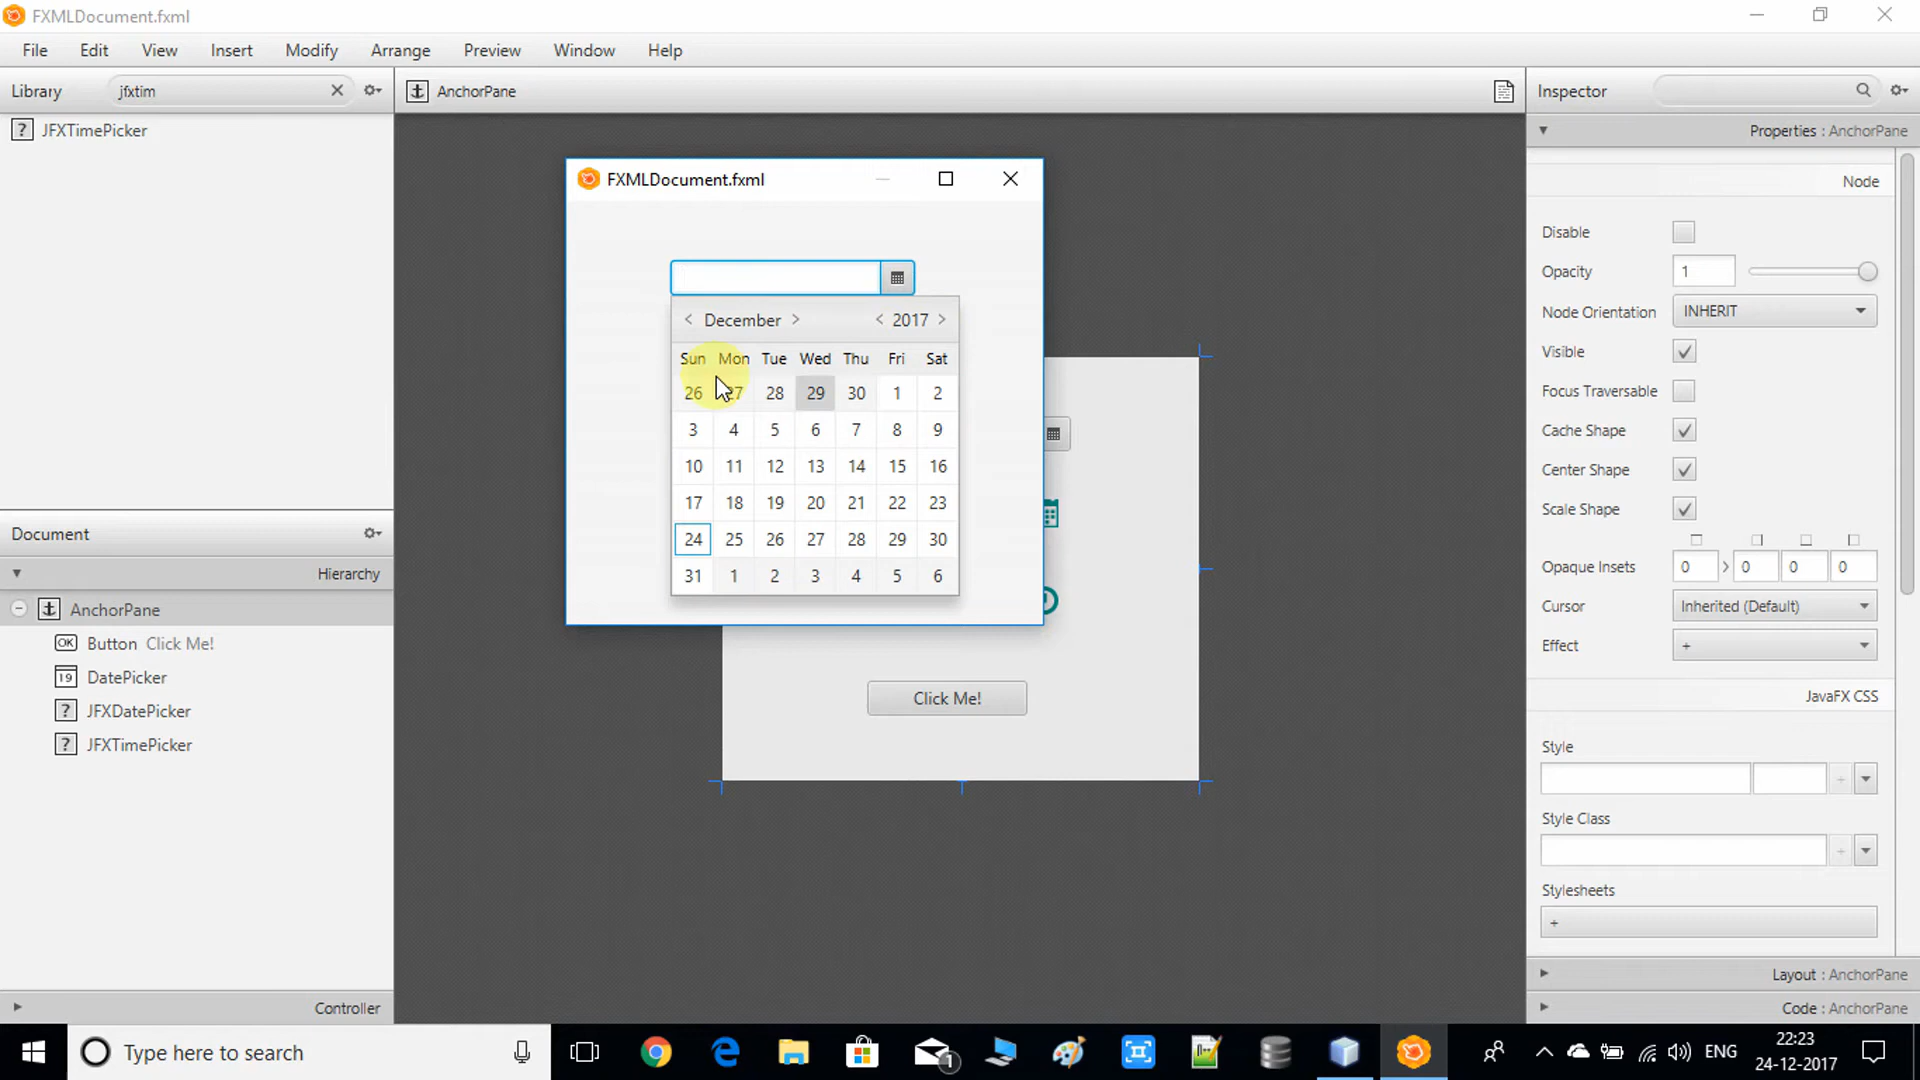 FXMLDocument.fxml
File Edit View Insert Modify Arrange Preview Window Help
Library jfxtim
AnchorPane
Inspector
? JFXTimePicker
Properties : AnchorPane
Node
Disable
Opacity 1
Node Orientation INHERIT
Visible
Focus Traversable
Cache Shape
Center Shape
Scale Shape
Opaque Insets 0 > 0 0 0
Cursor Inherited (Default)
Effect +
JavaFX CSS
Style
+
Style Class
+
Stylesheets
+
Layout : AnchorPane
Code : AnchorPane
FXMLDocument.fxml
< December > < 2017 >
Sun Mon Tue Wed Thu Fri Sat
26 27 28 29 30 1 2
3 4 5 6 7 8 9
10 11 12 13 14 15 16
17 18 19 20 21 22 23
24 25 26 27 28 29 30
31 1 2 3 4 5 6
Click Me!
Document
Hierarchy
AnchorPane
OK Button Click Me!
19 DatePicker
? JFXDatePicker
? JFXTimePicker
Controller
Type here to search
1
ENG
22:23
24-12-2017